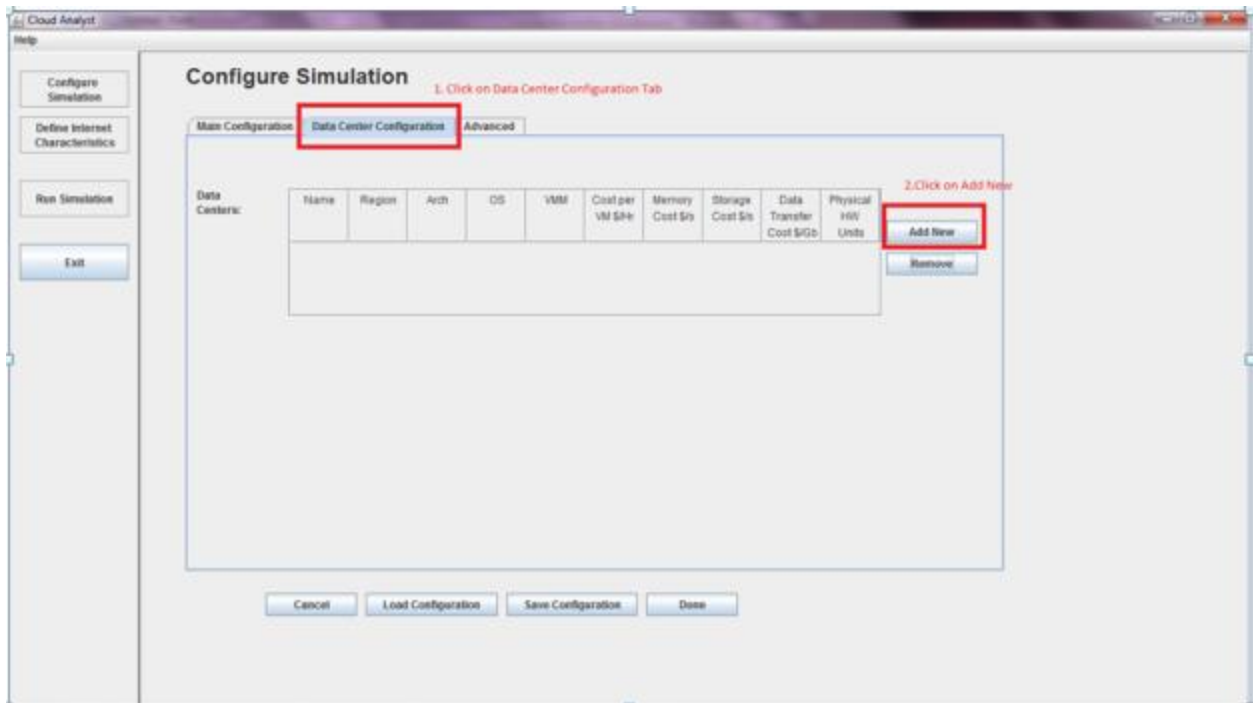 Cloud Analyst
Help
Configure
Simulation
Define Internet
Characteristics
Run Simulation
Exit
Configure Simulation
1. Click on Data Center Configuration Tab
Main Configuration Data Center Configuration Advanced
2.Click on Add New
Data
Centers:
Name Region Arch OS VMM Cost per
VM $/Hr Memory
Cost $/s Storage
Cost $/s Data
Transfer
Cost $/Gb Physical
HW
Units
Add New
Remove
Cancel Load Configuration Save Configuration Done